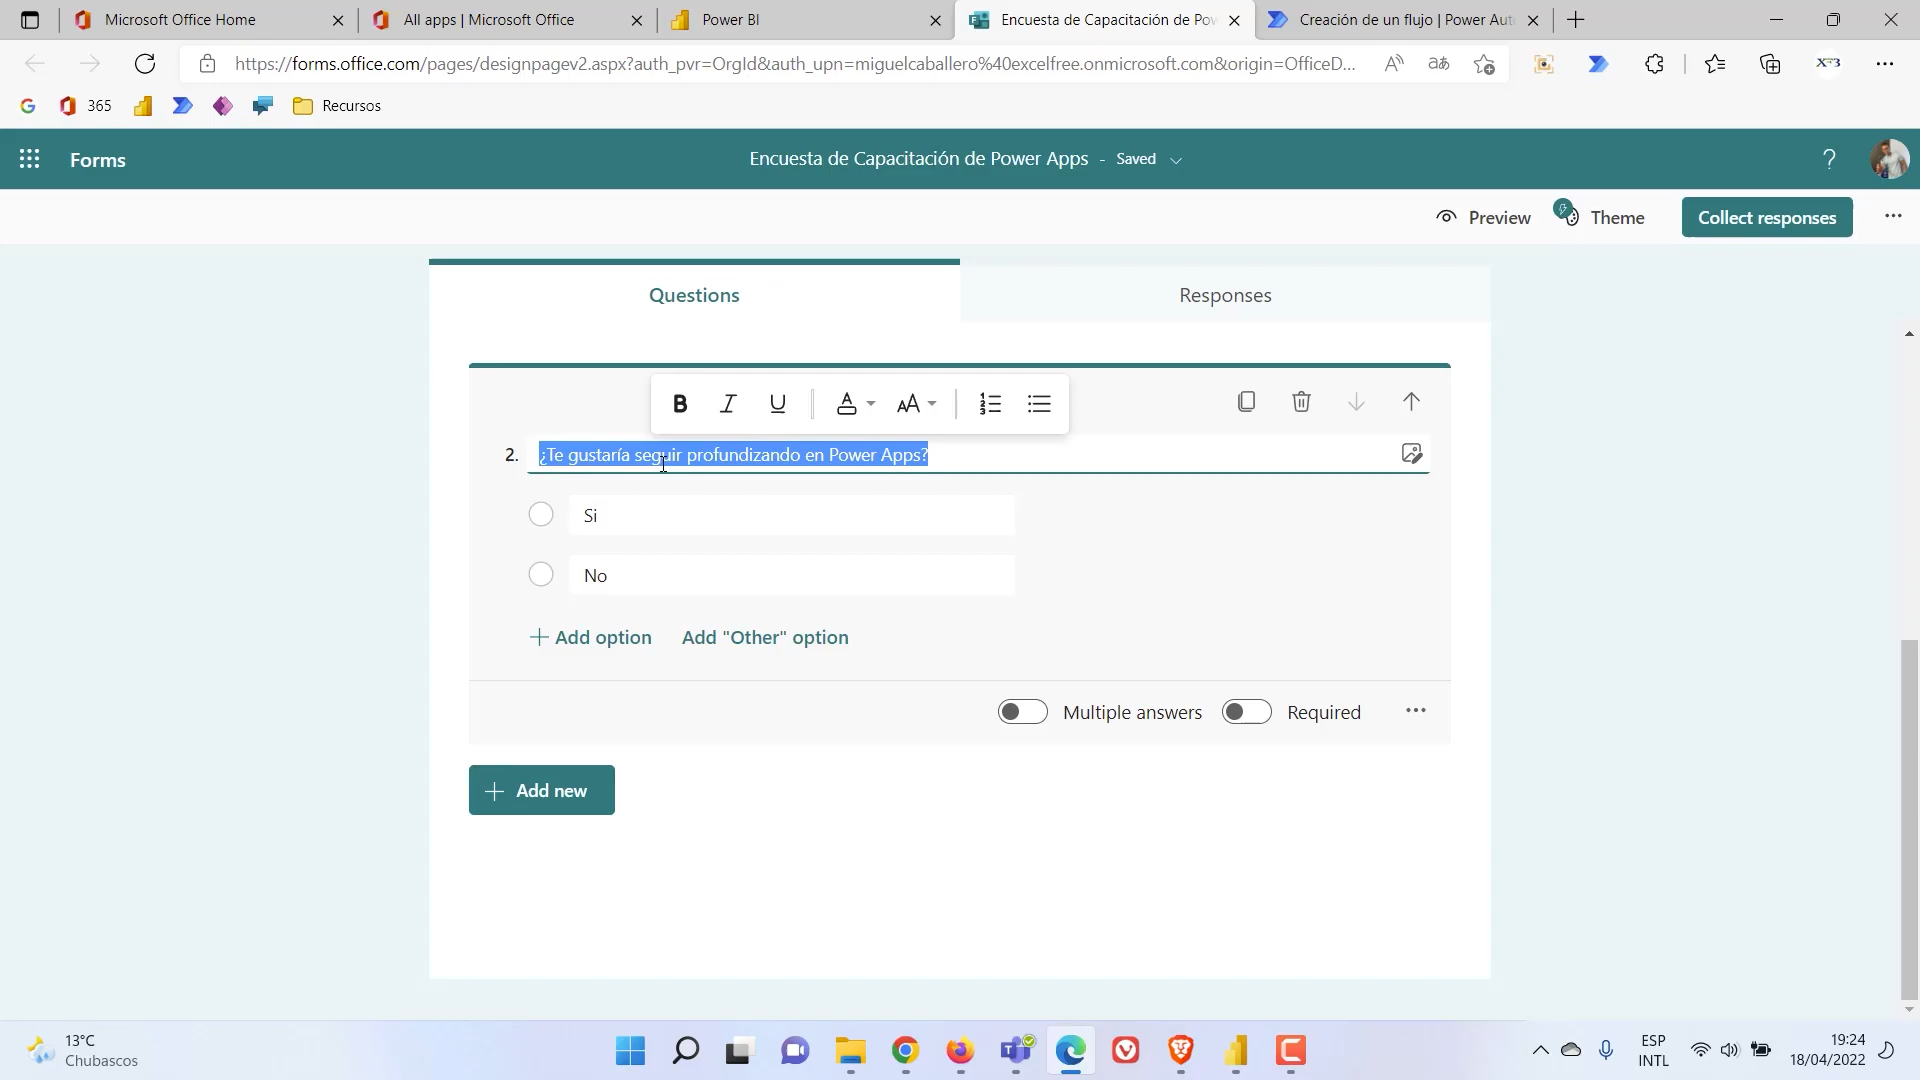 Microsoft Office Home
All apps | Microsoft Office
Power BI
Encuesta de Capacitación de Pow
Creación de un flujo | Power Aut
https://forms.office.com/pages/designpagev2.aspx?auth_pvr=OrgId&auth_upn=miguelcaballero%40excelfree.onmicrosoft.com&origin=OfficeD...
365
Recursos
Forms
Encuesta de Capacitación de Power Apps - Saved
?
Preview
Theme
Collect responses
Questions
Responses
B I U A AA
2. ¿Te gustaría seguir profundizando en Power Apps?
Si
No
Add option
Add "Other" option
Multiple answers
Required
Add new
13°C
Chubascos
ESP
INTL
19:24
18/04/2022